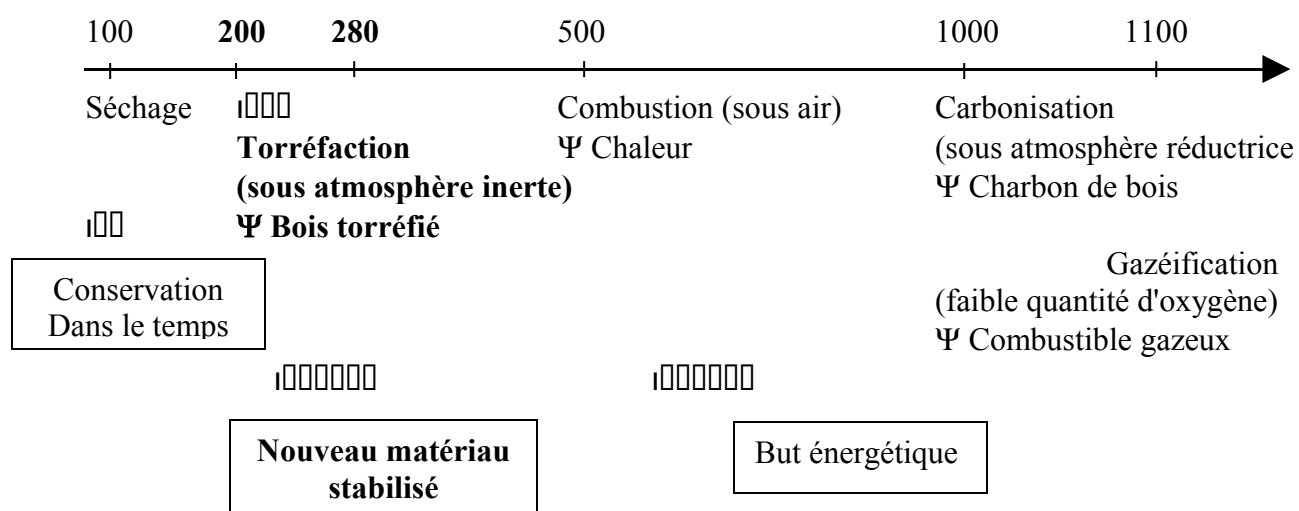 100 200 280 500 1000 1100
Séchage Combustion (sous air) Carbonisation
Torréfaction Ψ Chaleur (sous atmosphère réductrice
(sous atmosphère inerte) Ψ Charbon de bois
Ψ Bois torréfié
Conservation
Dans le temps
Gazéification
(faible quantité d'oxygène)
Ψ Combustible gazeux
Nouveau matériau
stabilisé
But énergétique